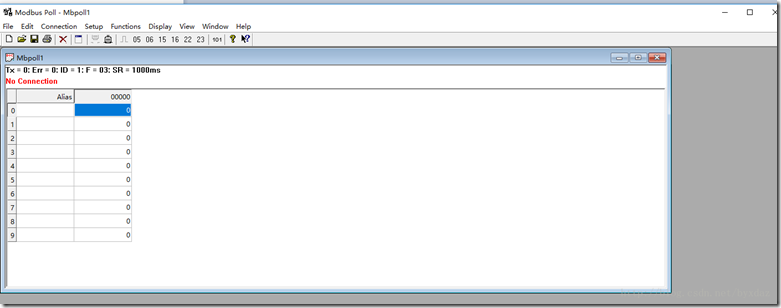 Modbus Poll - Mbpoll1
File Edit Connection Setup Functions Display View Window Help
05 06 15 16 22 23 101
Mbpoll1
Tx = 0: Err = 0: ID = 1: F = 03: SR = 1000ms
No Connection
Alias 00000
0 0
1 0
2 0
3 0
4 0
5 0
6 0
7 0
8 0
9 0